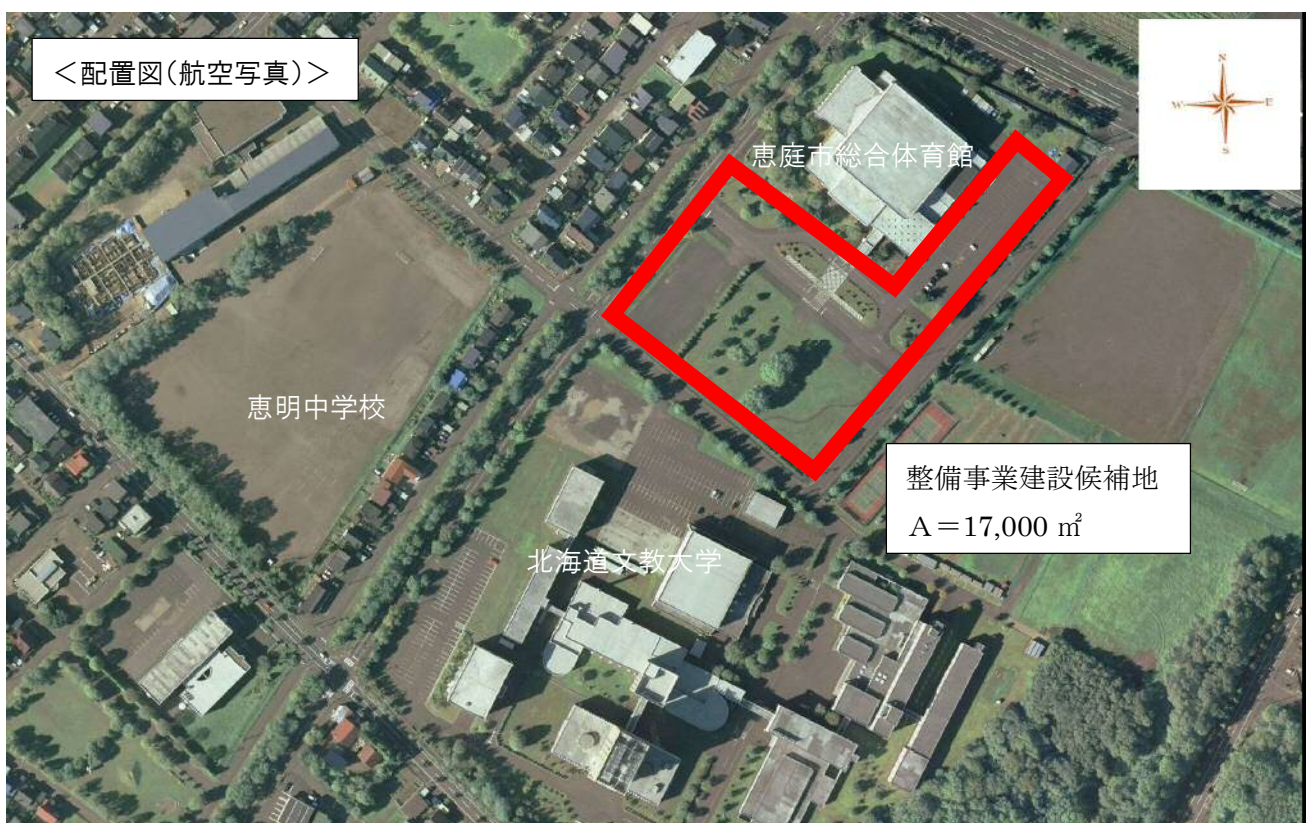 ＜配置図(航空写真)＞
N
W E
S
恵庭市総合体育館
恵明中学校
整備事業建設候補地
A＝17,000 ㎡
北海道文教大学